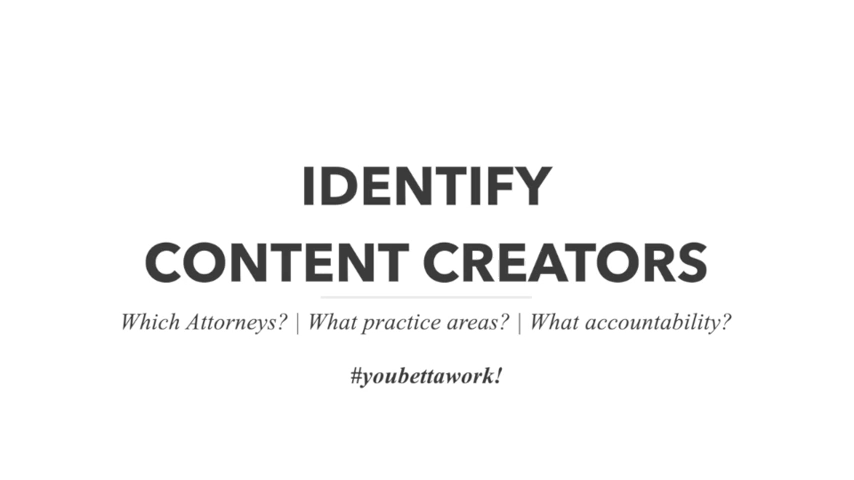 IDENTIFY
CONTENT CREATORS
Which Attorneys? | What practice areas? | What accountability?
#youbettawork!